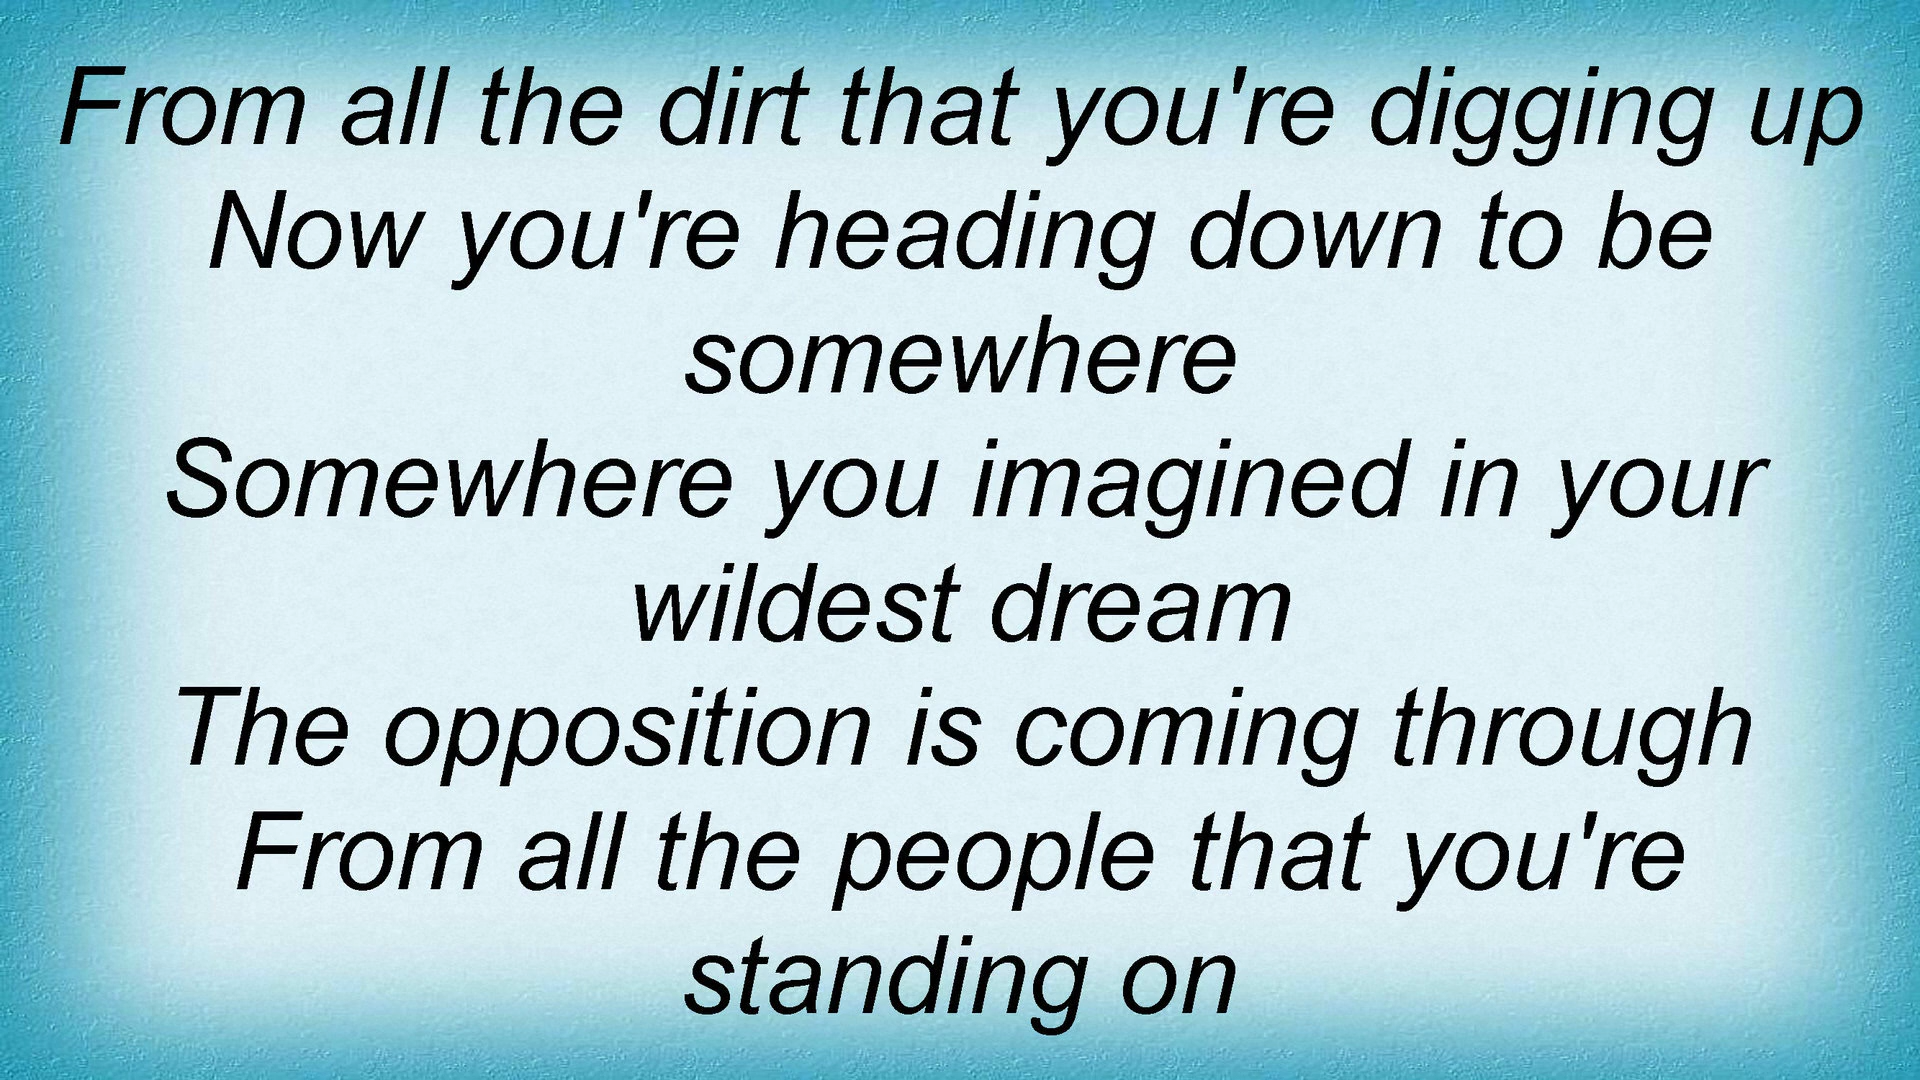 From all the dirt that you're digging up
Now you're heading down to be
somewhere
Somewhere you imagined in your
wildest dream
The opposition is coming through
From all the people that you're
standing on